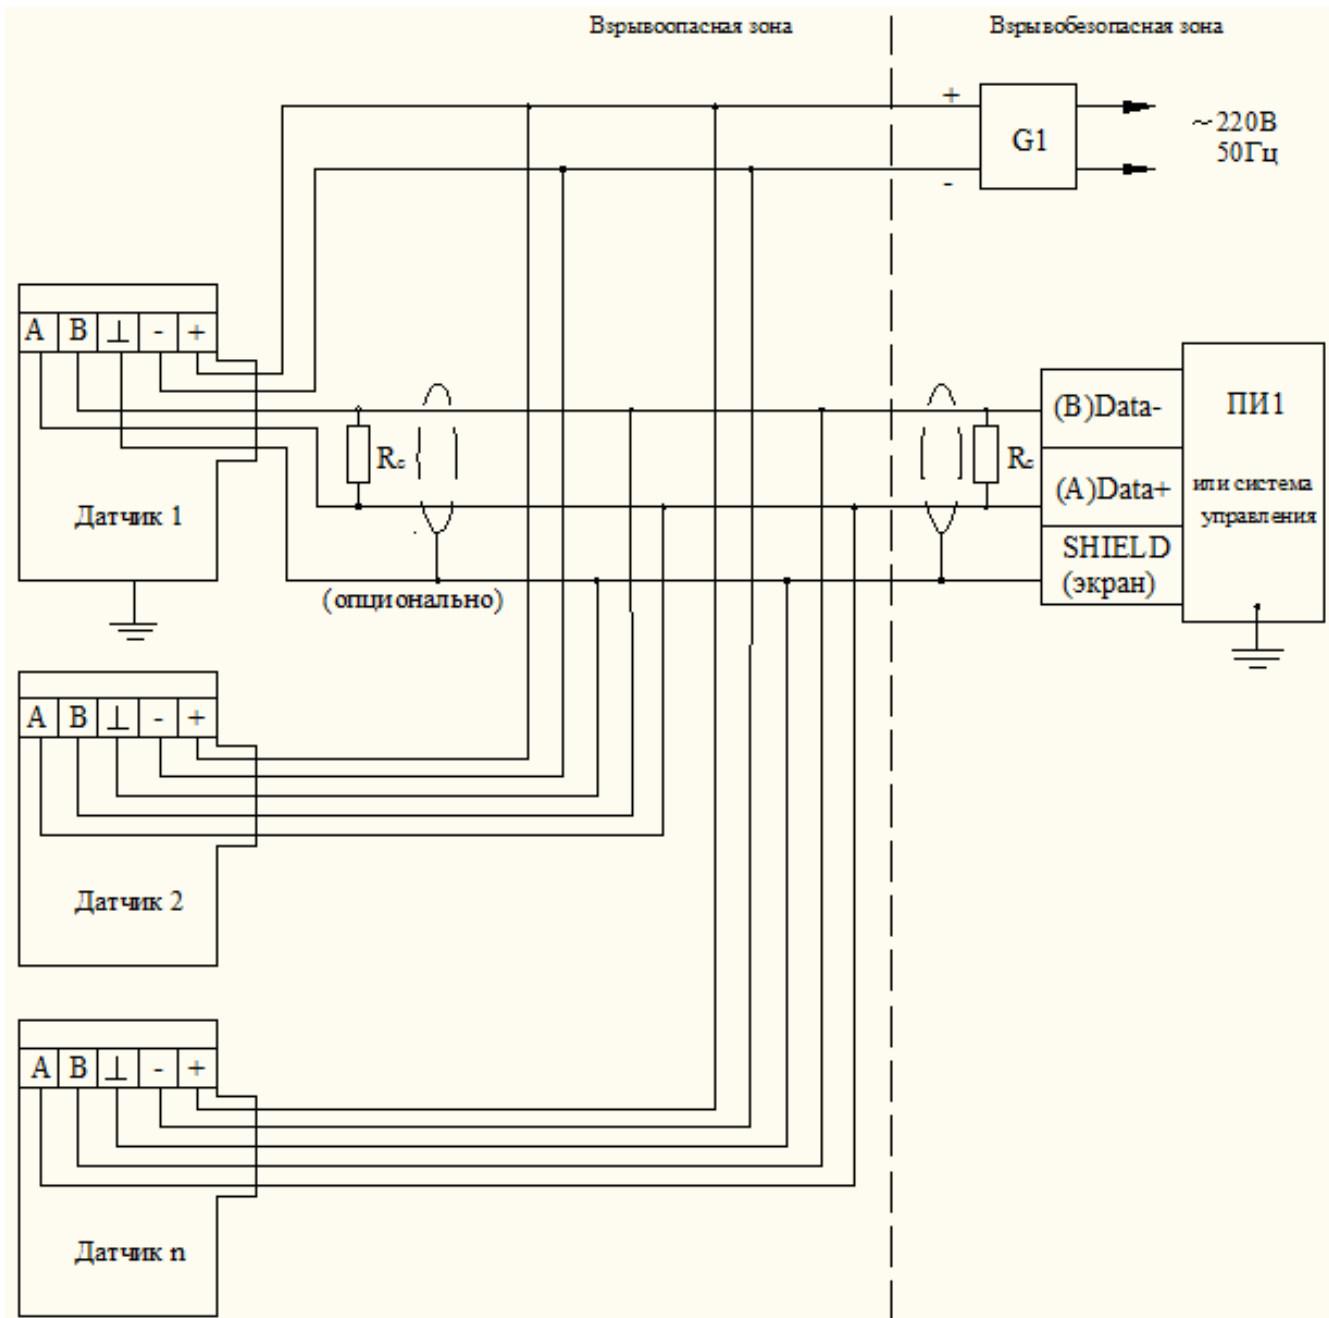 Взрывоопасная зона
Взрывобезопасная зона
+
G1
~220В
50Гц
-
A B ⊥ - +
(B)Data-
ПИ1
Rc
Rc
(A)Data+
или система
управления
Датчик 1
SHIELD
(экран)
(опционально)
A B ⊥ - +
Датчик 2
A B ⊥ - +
Датчик n